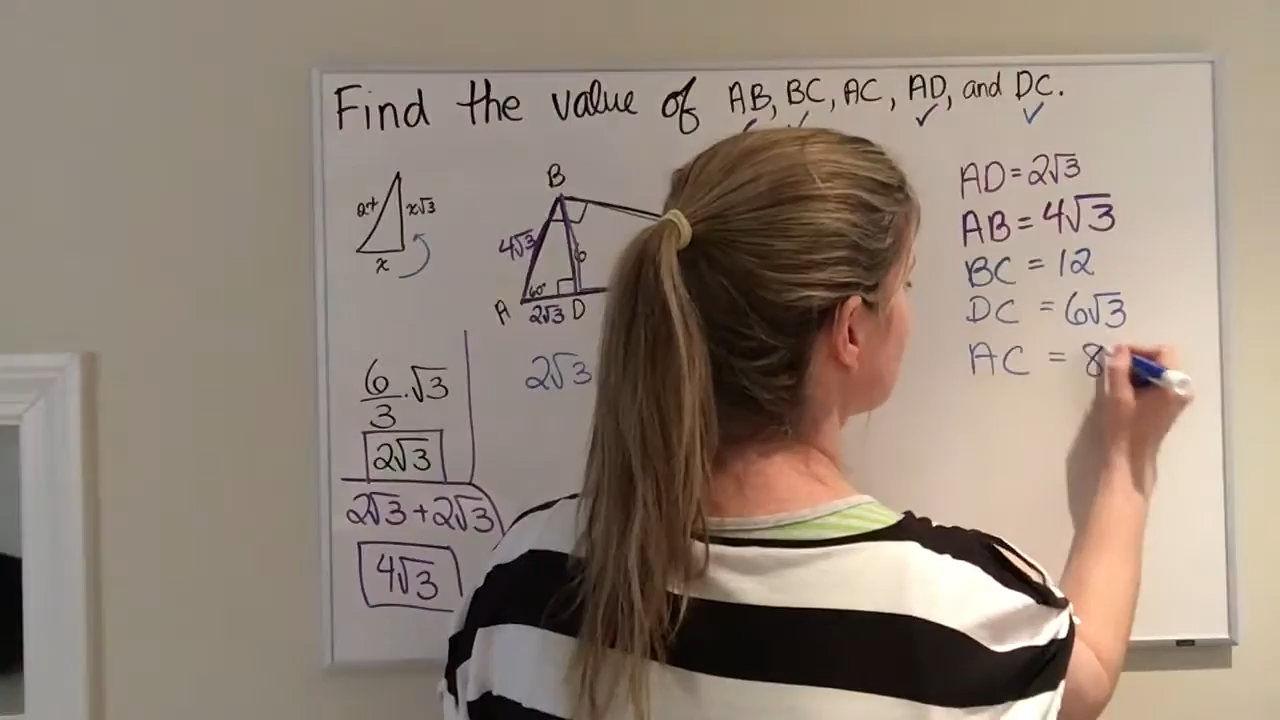 Find the value of AB, BC, AC, AD, and DC.
2x
x√3
x
B
4√3
6
60°
A
2√3
D
2√3
6/3 · √3
2√3
2√3 + 2√3
4√3
AD = 2√3
AB = 4√3
BC = 12
DC = 6√3
AC = 8